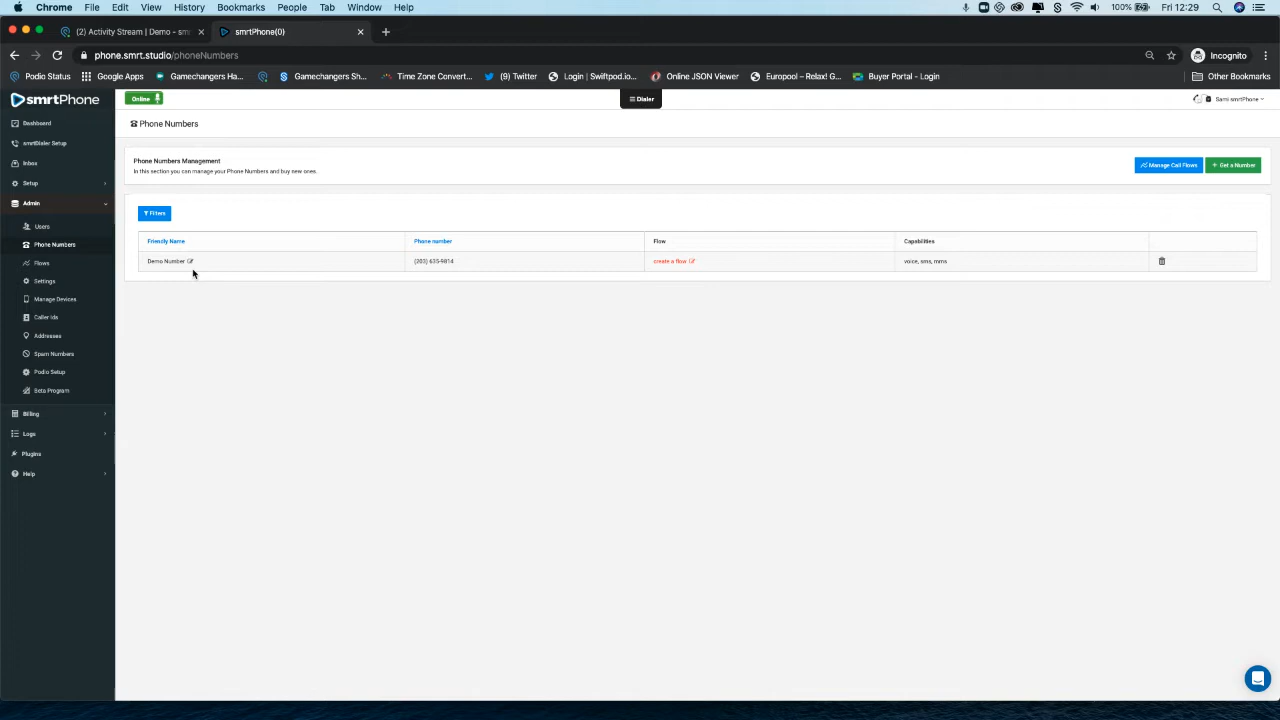 Chrome File Edit View History Bookmarks People Tab Window Help 100% Fri 12:29
(2) Activity Stream | Demo - sm smrtPhone(0)
phone.smrt.studio/phoneNumbers Incognito
Podio Status Google Apps Gamechangers Ha... Gamechangers Sh... Time Zone Convert... (9) Twitter Login | Swiftpod.io... Online JSON Viewer Europool - Relax! G... Buyer Portal - Login Other Bookmarks
smrtPhone Online Dialer Sami smrtPhone
Dashboard
smrtDialer Setup
Inbox
Setup
Admin
Users
Phone Numbers
Flows
Settings
Manage Devices
Caller Ids
Addresses
Spam Numbers
Podio Setup
Beta Program
Billing
Logs
Plugins
Help
Phone Numbers
Phone Numbers Management
In this section you can manage your Phone Numbers and buy new ones.
Manage Call Flows + Get a Number
Filters
Friendly Name Phone number Flow Capabilities
Demo Number (203) 635-9814 create a flow voice, sms, mms